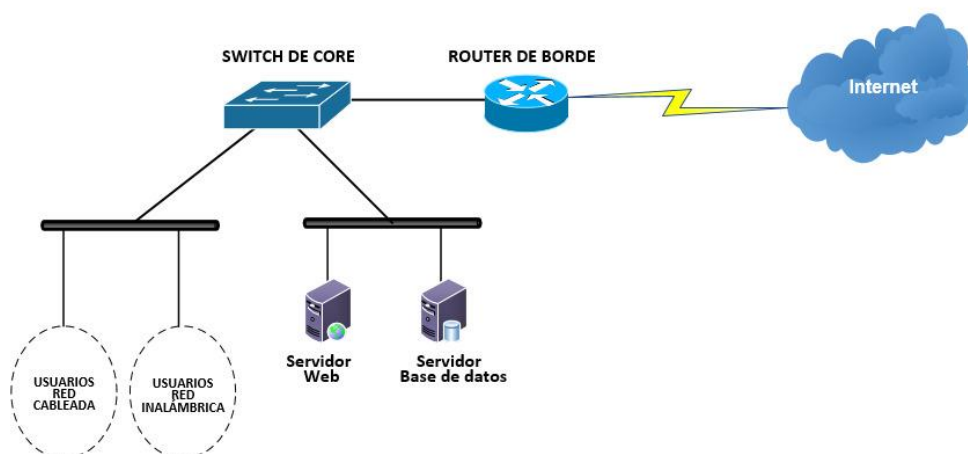 SWITCH DE CORE
ROUTER DE BORDE
Internet
Servidor
Web
Servidor
Base de datos
USUARIOS
RED
CABLEADA
USUARIOS
RED
INALÁMBRICA